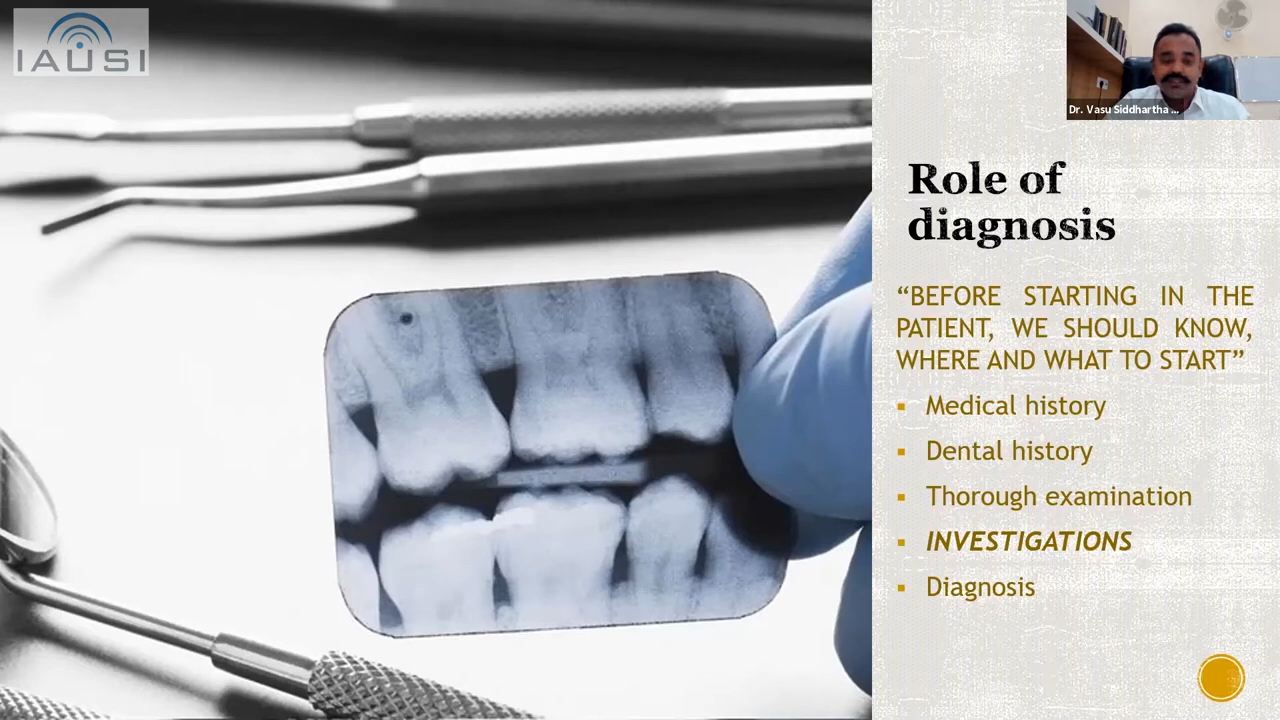 IAUSI
Dr. Vasu Siddhartha ...
Role of
diagnosis
“BEFORE STARTING IN THE
PATIENT, WE SHOULD KNOW,
WHERE AND WHAT TO START”
▪ Medical history
▪ Dental history
▪ Thorough examination
▪ INVESTIGATIONS
▪ Diagnosis